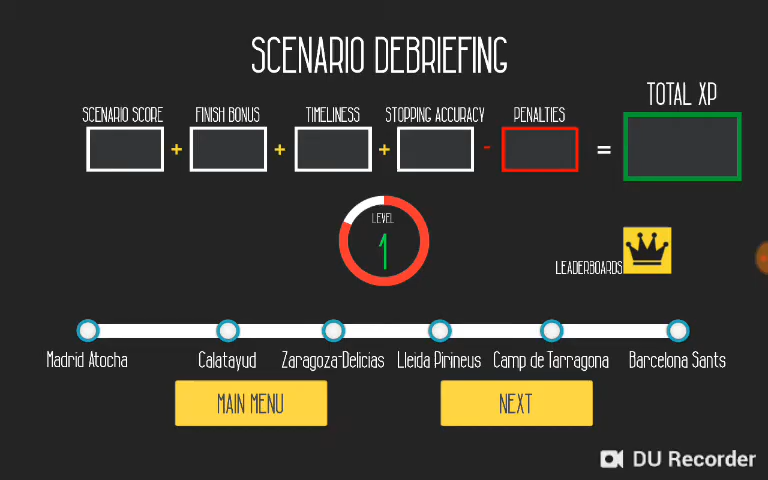 SCENARIO DEBRIEFING
TOTAL XP
SCENARIO SCORE FINISH BONUS TIMELINESS STOPPING ACCURACY PENALTIES
+ + + - =
LEVEL
1
LEADERBOARDS
Madrid Atocha Calatayud Zaragoza-Delicias Lleida Pirineus Camp de Tarragona Barcelona Sants
MAIN MENU NEXT
DU Recorder